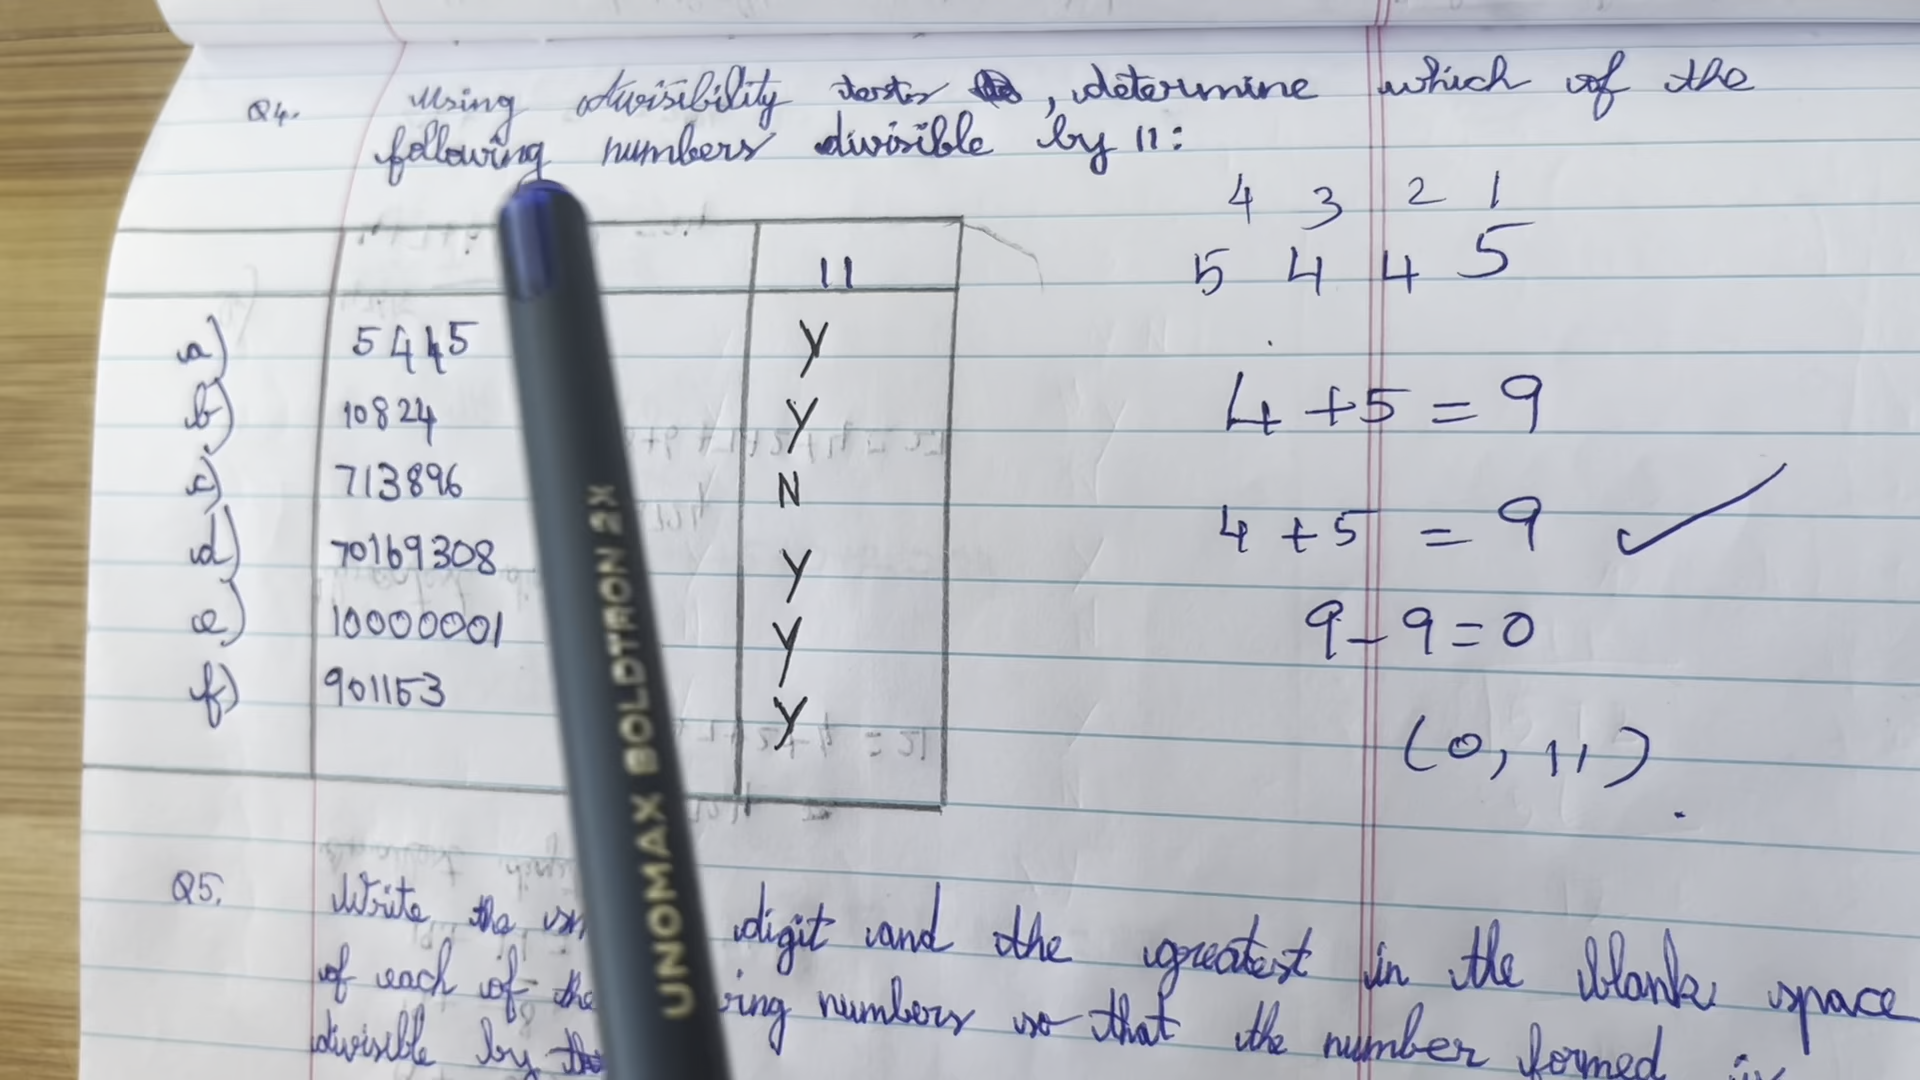 Q4. Using divisibility tests , determine which of the
following numbers divisible by 11:
11
a) 5445 Y
b) 10824 Y
c) 713896 N
d) 70169308 Y
e) 10000001 Y
f) 901153 Y
4 3 2 1
5 4 4 5
4 + 5 = 9
4 + 5 = 9 ✓
9 - 9 = 0
(0, 11)
UNOMAX BOLDTRON 2X
Q5. Write the digit and the greatest in the blank space
of each of the numbers so that the number formed is
divisible by